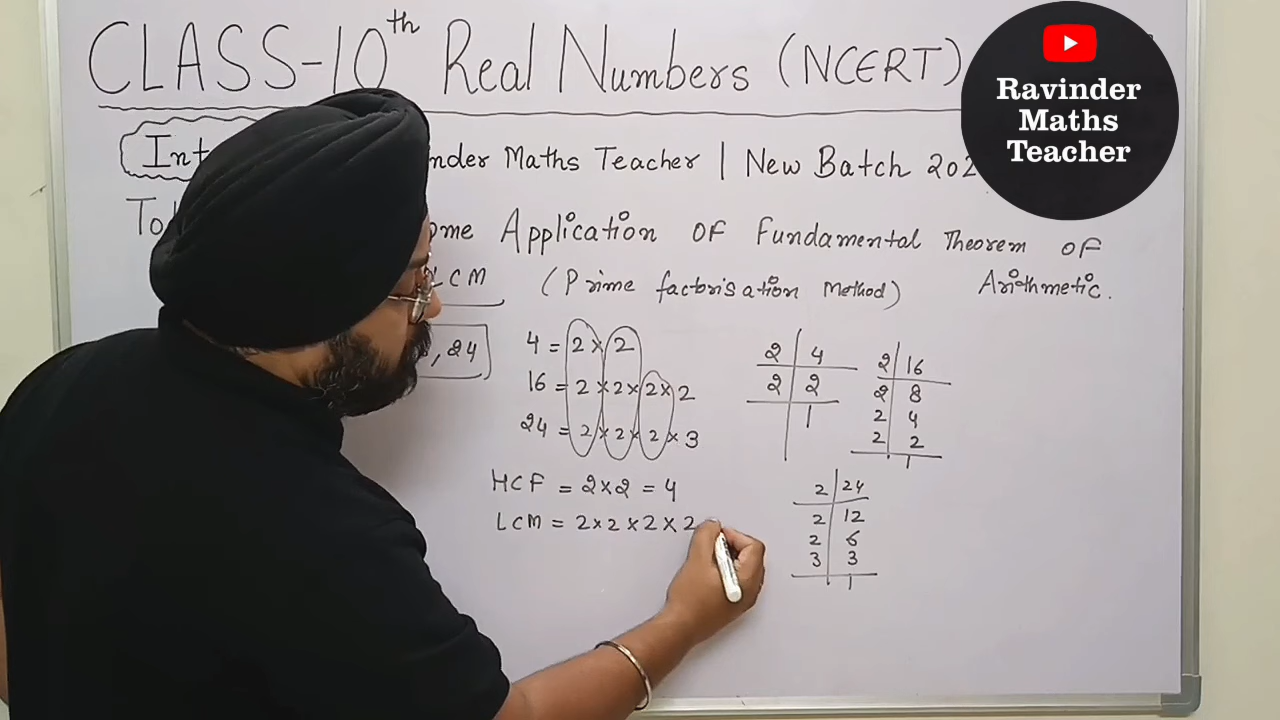 CLASS-10th Real Numbers (NCERT)
Ravinder
Maths
Teacher
Maths Teacher | New Batch
Application OF Fundamental Theorem OF
Arithmetic.
LCM (Prime factorisation Method)
, 24
4 = 2 × 2
16 = 2 × 2 × 2 × 2
24 = 2 × 2 × 2 × 3
HCF = 2 × 2 = 4
LCM = 2 × 2 × 2 × 2
2 | 4
2 | 2
1
2 | 16
2 | 8
2 | 4
2 | 2
1
2 | 24
2 | 12
2 | 6
3 | 3
1